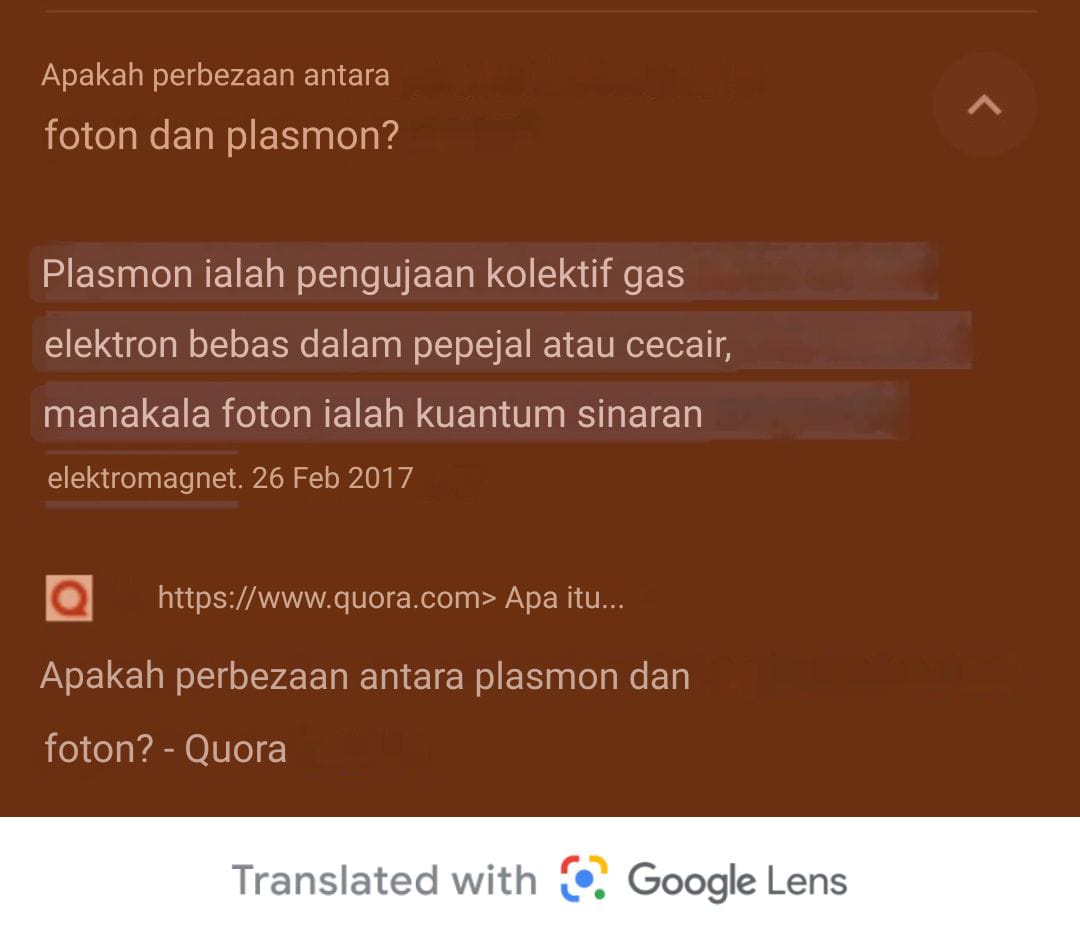 Apakah perbezaan antara
foton dan plasmon?
Plasmon ialah pengujaan kolektif gas
elektron bebas dalam pepejal atau cecair,
manakala foton ialah kuantum sinaran
elektromagnet. 26 Feb 2017
https://www.quora.com> Apa itu...
Apakah perbezaan antara plasmon dan
foton? - Quora
Translated with Google Lens